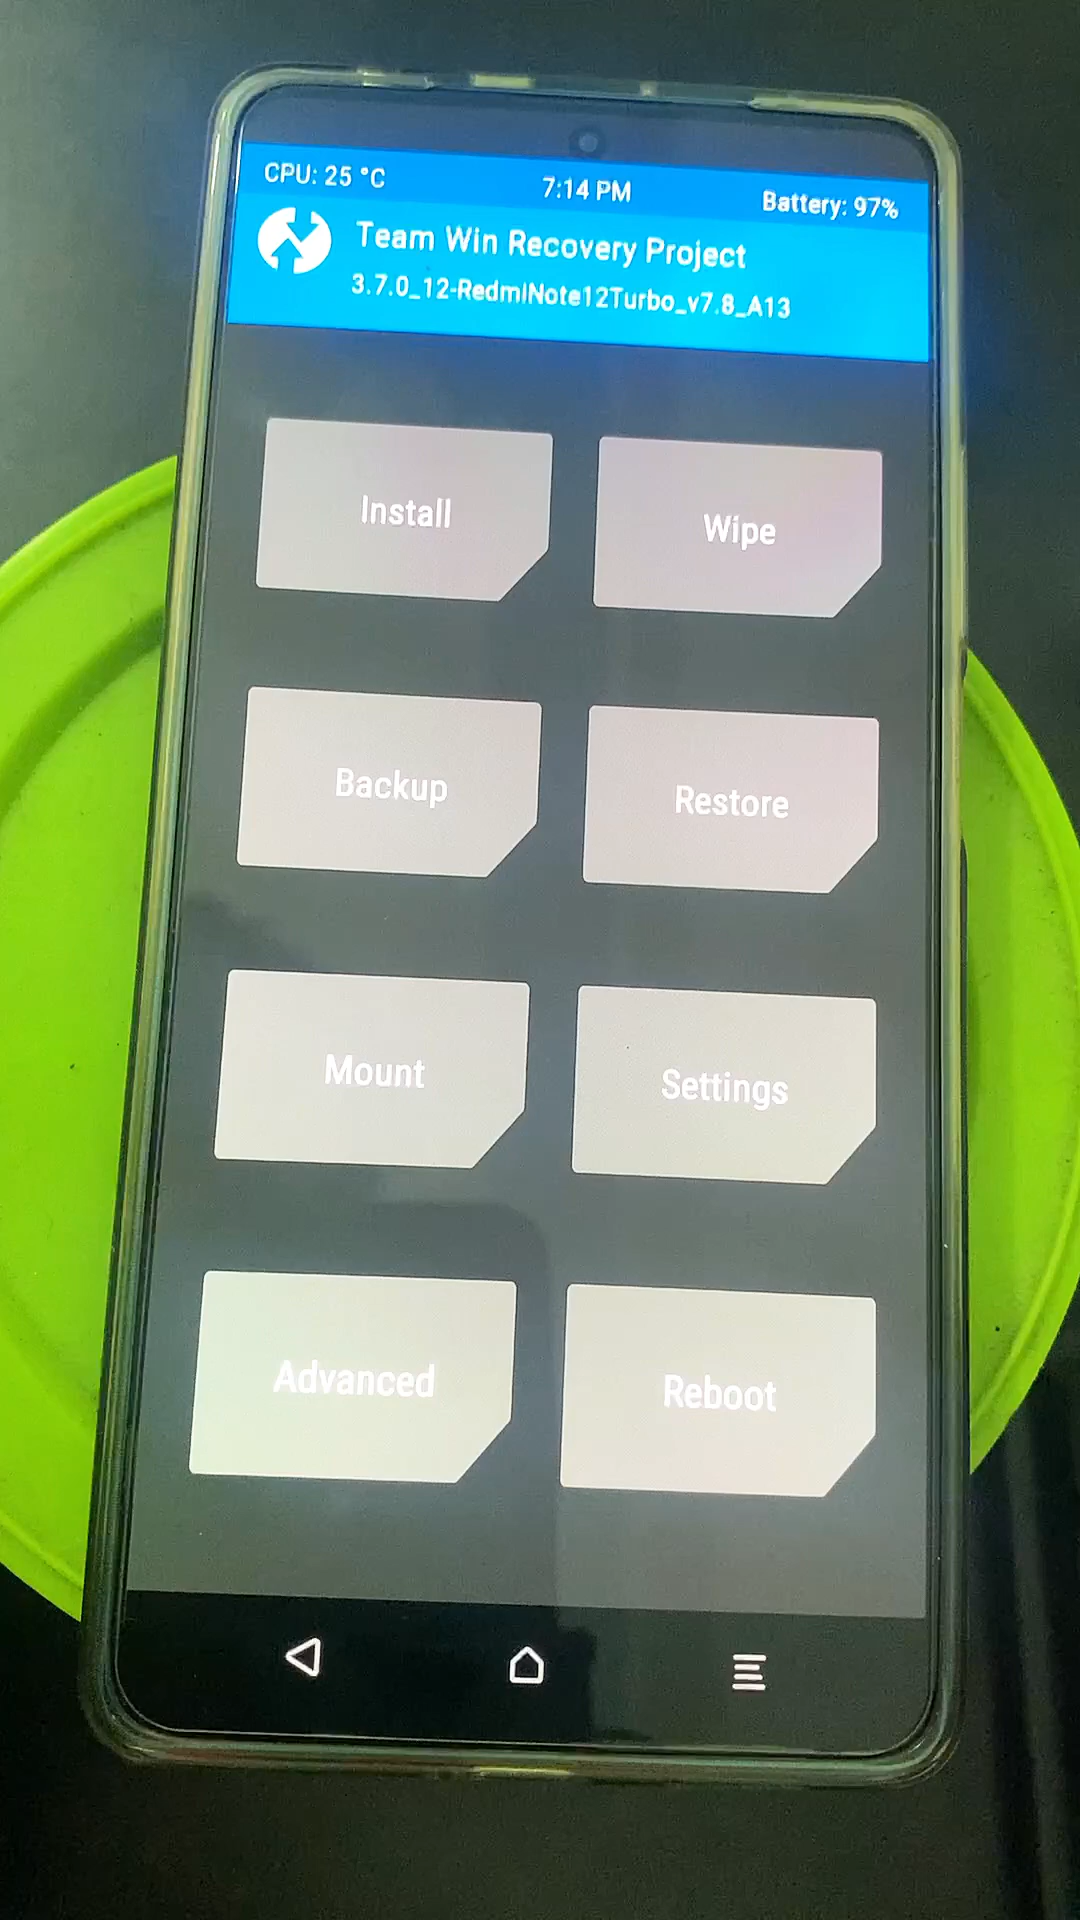 CPU: 25 °C
7:14 PM
Battery: 97%
Team Win Recovery Project
3.7.0_12-RedmiNote12Turbo_v7.8_A13
Install
Wipe
Backup
Restore
Mount
Settings
Advanced
Reboot